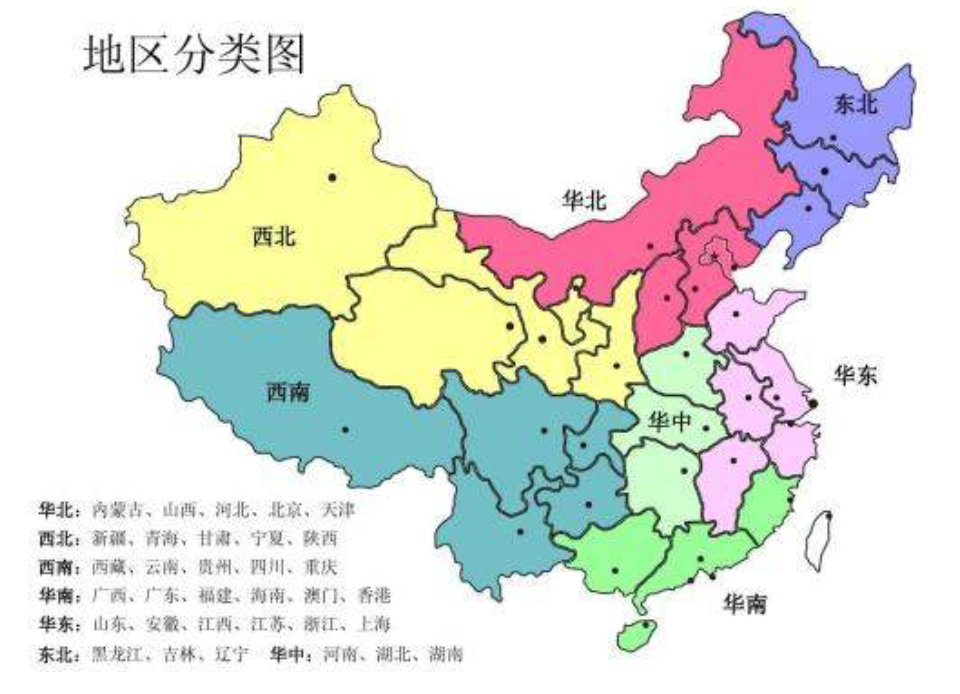 地区分类图
东北
华北
西北
华东
西南
华中
华北：内蒙古、山西、河北、北京、天津
西北：新疆、青海、甘肃、宁夏、陕西
西南：西藏、云南、贵州、四川、重庆
华南：广西、广东、福建、海南、澳门、香港
华南
华东：山东、安徽、江西、江苏、浙江、上海
东北：黑龙江、吉林、辽宁 华中：河南、湖北、湖南